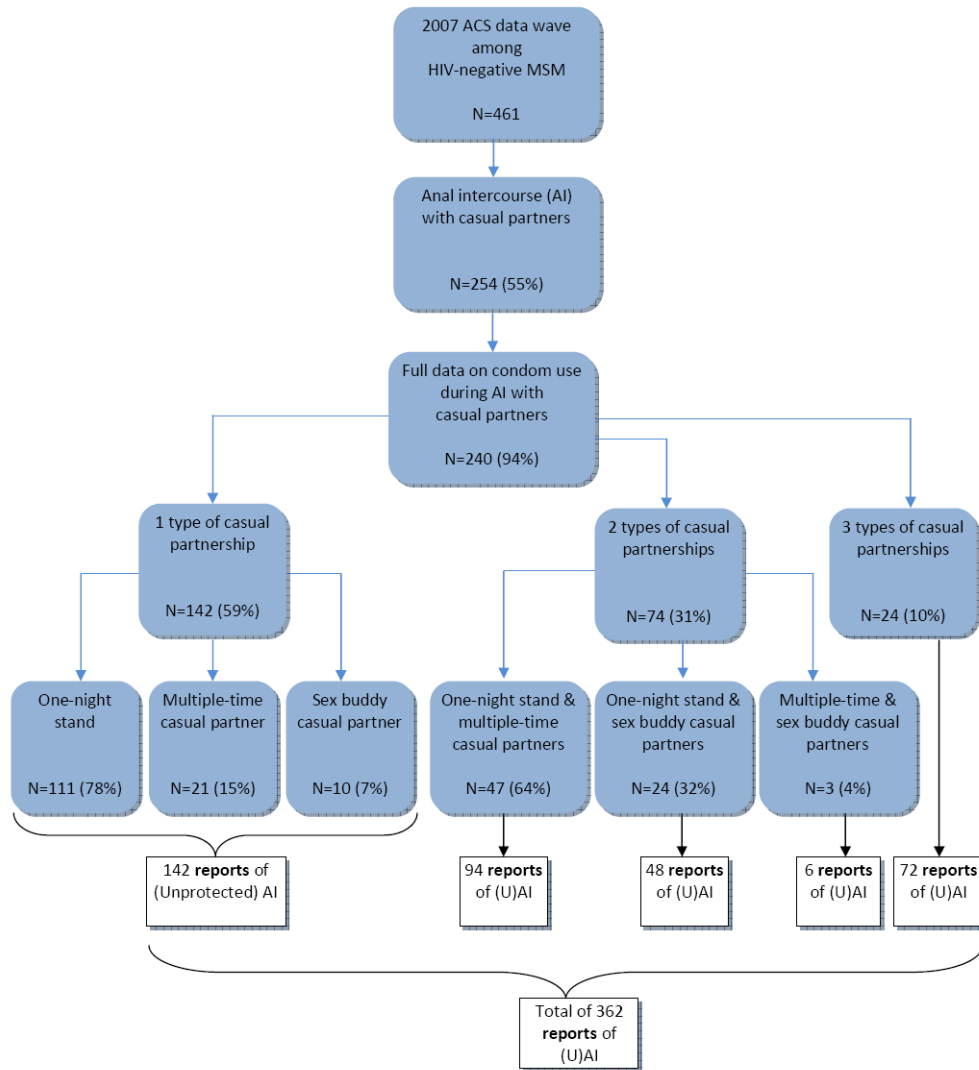 2007 ACS data wave
among
HIV-negative MSM
N=461
Anal intercourse (AI)
with casual partners
N=254 (55%)
Full data on condom use
during AI with
casual partners
N=240 (94%)
1 type of casual
partnership
N=142 (59%)
2 types of casual
partnerships
N=74 (31%)
3 types of casual
partnerships
N=24 (10%)
One-night
stand
N=111 (78%)
Multiple-time
casual partner
N=21 (15%)
Sex buddy
casual partner
N=10 (7%)
One-night stand &
multiple-time
casual partners
N=47 (64%)
One-night stand &
sex buddy casual
partners
N=24 (32%)
Multiple-time &
sex buddy casual
partners
N=3 (4%)
142 reports of
(Unprotected) AI
94 reports
of (U)AI
48 reports
of (U)AI
6 reports
of (U)AI
72 reports
of (U)AI
Total of 362
reports of
(U)AI